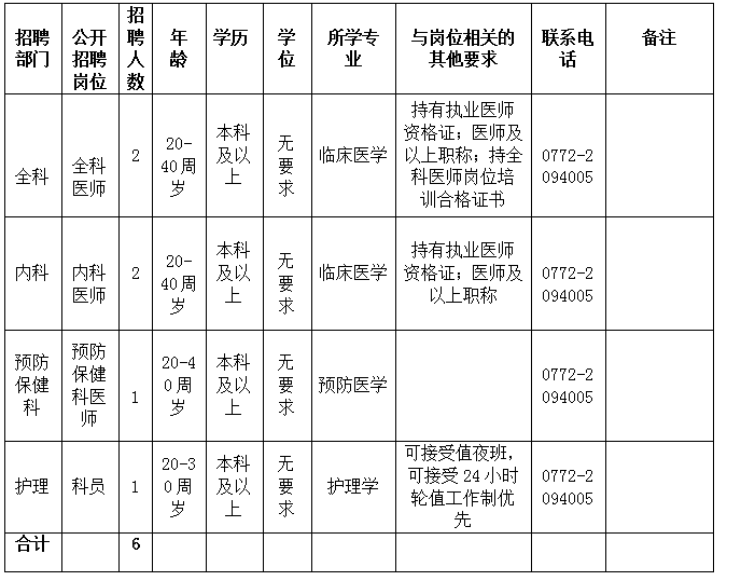 招聘部门 公开招聘岗位 招聘人数 年龄 学历 学位 所学专业 与岗位相关的其他要求 联系电话 备注
全科 全科医师 2 20-40周岁 本科及以上 无要求 临床医学 持有执业医师资格证；医师及以上职称；持全科医师岗位培训合格证书 0772-2094005
内科 内科医师 2 20-40周岁 本科及以上 无要求 临床医学 持有执业医师资格证；医师及以上职称 0772-2094005
预防保健科 预防保健科医师 1 20-40周岁 本科及以上 无要求 预防医学 0772-2094005
护理 科员 1 20-30周岁 本科及以上 无要求 护理学 可接受值夜班，可接受24小时轮值工作制优先 0772-2094005
合计 6